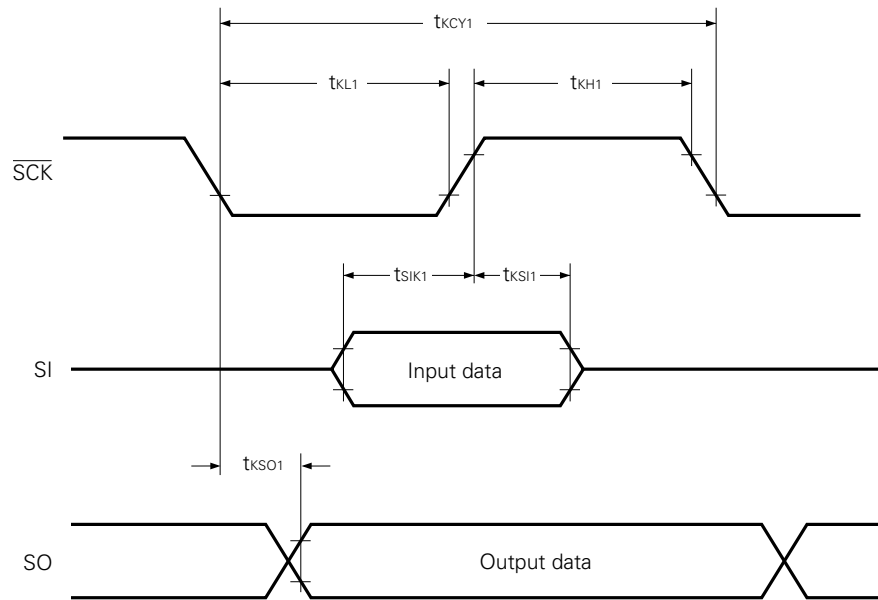 tKCY1
tKL1
tKH1
SCK
tSIK1
tKSI1
SI
Input data
tKSO1
SO
Output data